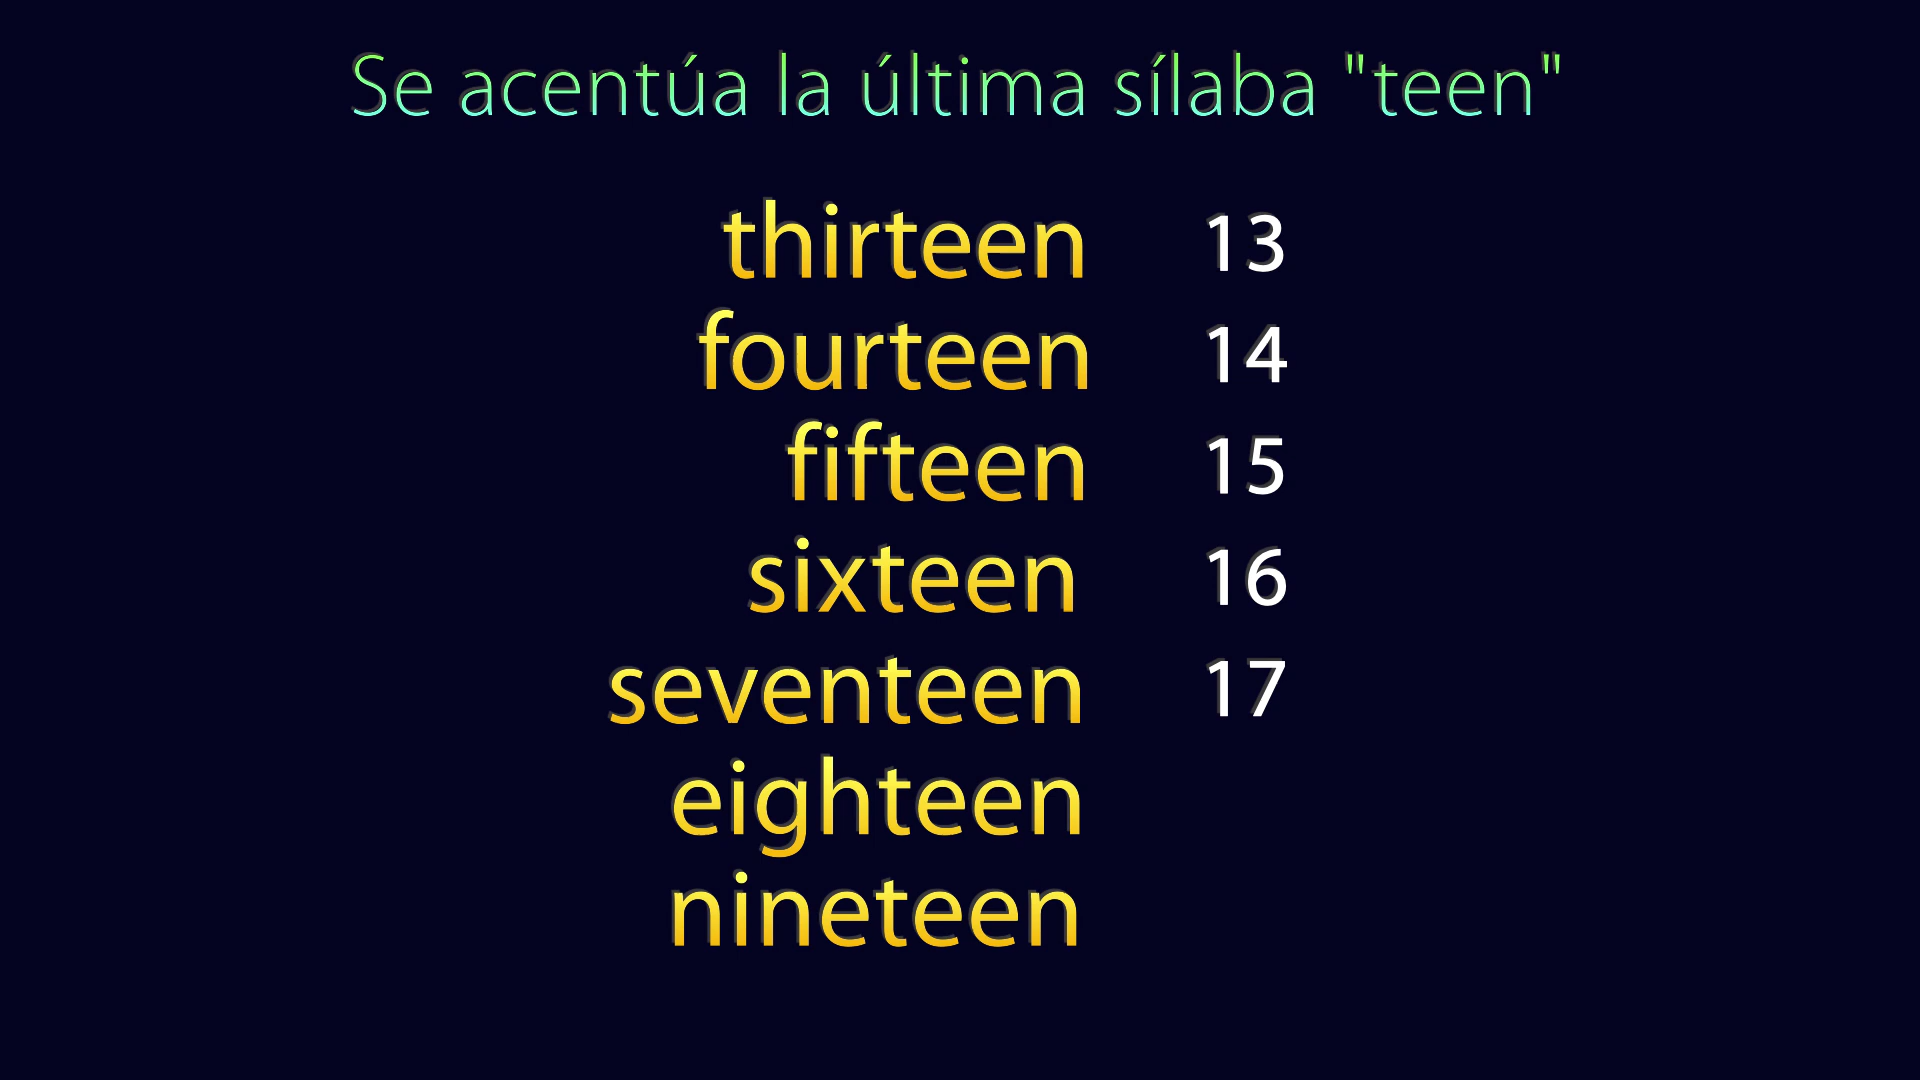 Se acentúa la última sílaba "teen"
thirteen 13
fourteen 14
fifteen 15
sixteen 16
seventeen 17
eighteen
nineteen